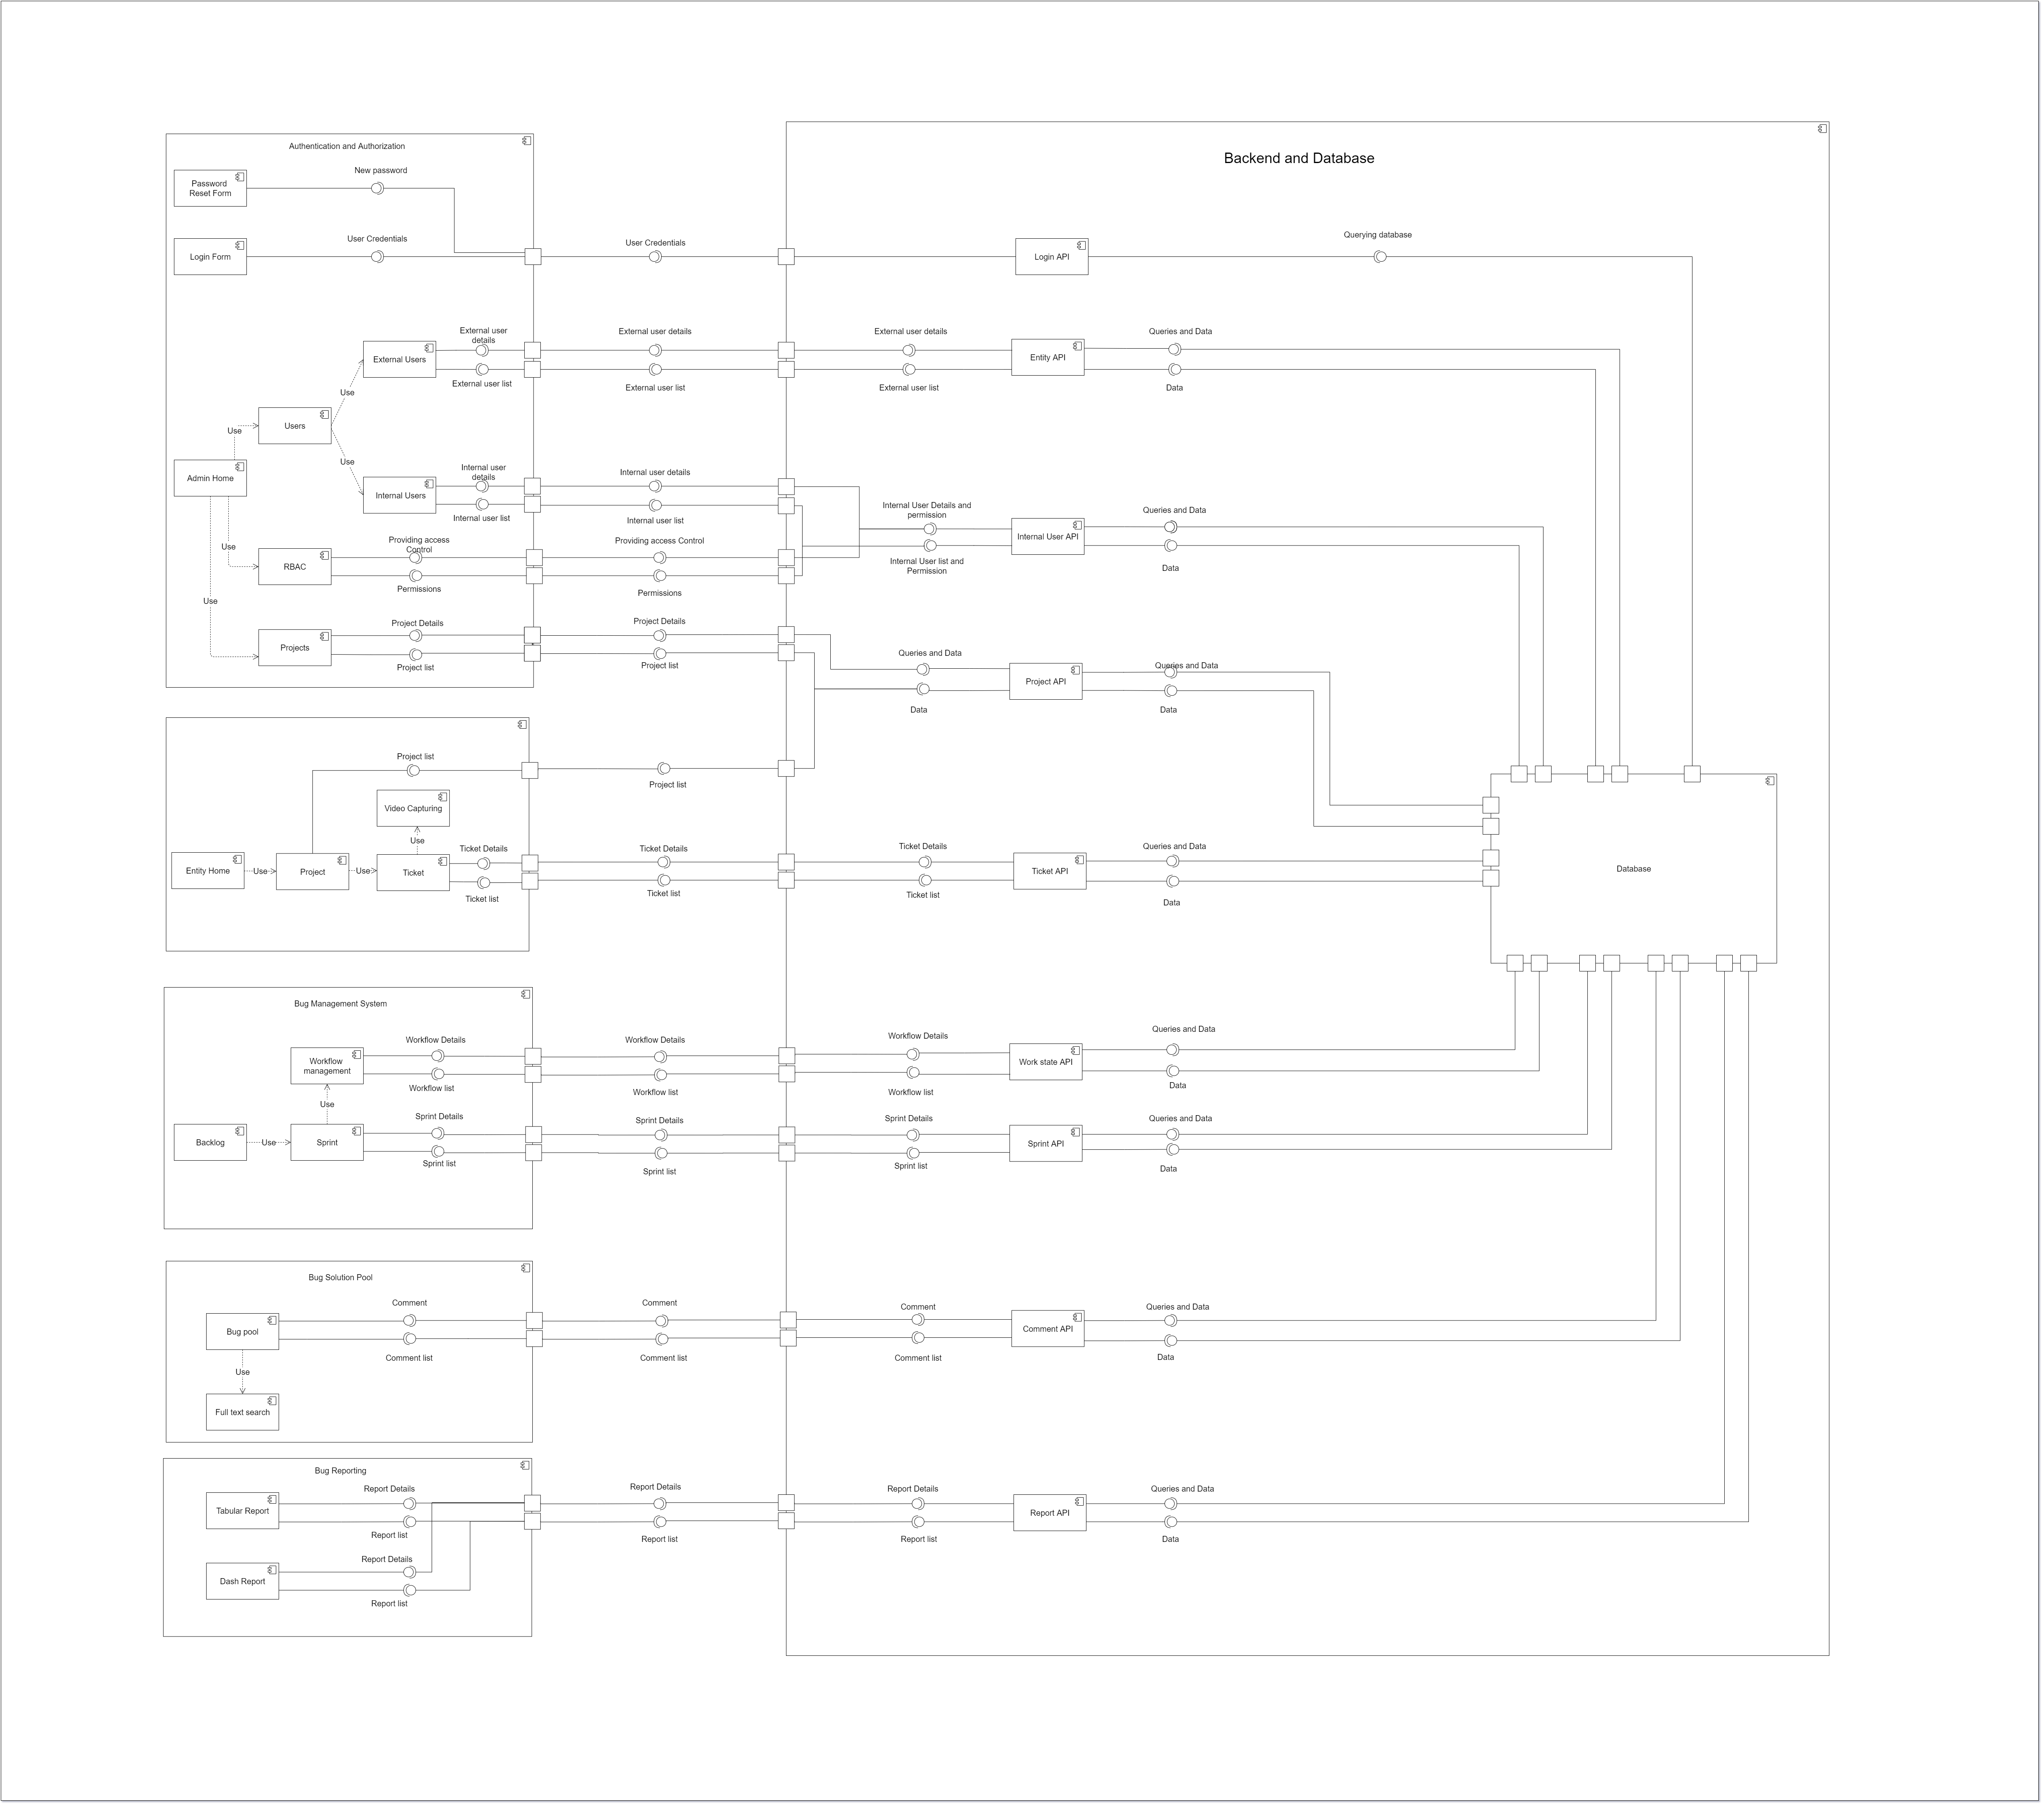 Backend and Database
Authentication and Authorization
New password
Password
Reset Form
User Credentials
User Credentials
Querying database
Login Form
Login API
External user
details
External user details
External user details
Queries and Data
External Users
Entity API
External user list
External user list
External user list
Data
Use
Users
Use
Use
Internal user
details
Internal user details
Admin Home
Internal Users
Internal User Details and
permission
Queries and Data
Internal user list
Internal user list
Internal User API
Providing access
Control
Providing access Control
Use
RBAC
Internal User list and
Permission
Data
Permissions
Permissions
Use
Project Details
Project Details
Projects
Queries and Data
Queries and Data
Project list
Project list
Project API
Data
Data
Project list
Project list
Video Capturing
Use
Ticket Details
Ticket Details
Ticket Details
Queries and Data
Entity Home
Use
Project
Use
Ticket
Ticket API
Database
Ticket list
Ticket list
Ticket list
Data
Bug Management System
Workflow Details
Workflow Details
Workflow Details
Queries and Data
Workflow
management
Work state API
Workflow list
Workflow list
Workflow list
Data
Use
Sprint Details
Sprint Details
Sprint Details
Queries and Data
Backlog
Use
Sprint
Sprint API
Sprint list
Sprint list
Sprint list
Data
Bug Solution Pool
Comment
Comment
Comment
Queries and Data
Bug pool
Comment API
Comment list
Comment list
Comment list
Data
Use
Full text search
Bug Reporting
Report Details
Report Details
Report Details
Queries and Data
Tabular Report
Report API
Report list
Report list
Report list
Data
Report Details
Dash Report
Report list